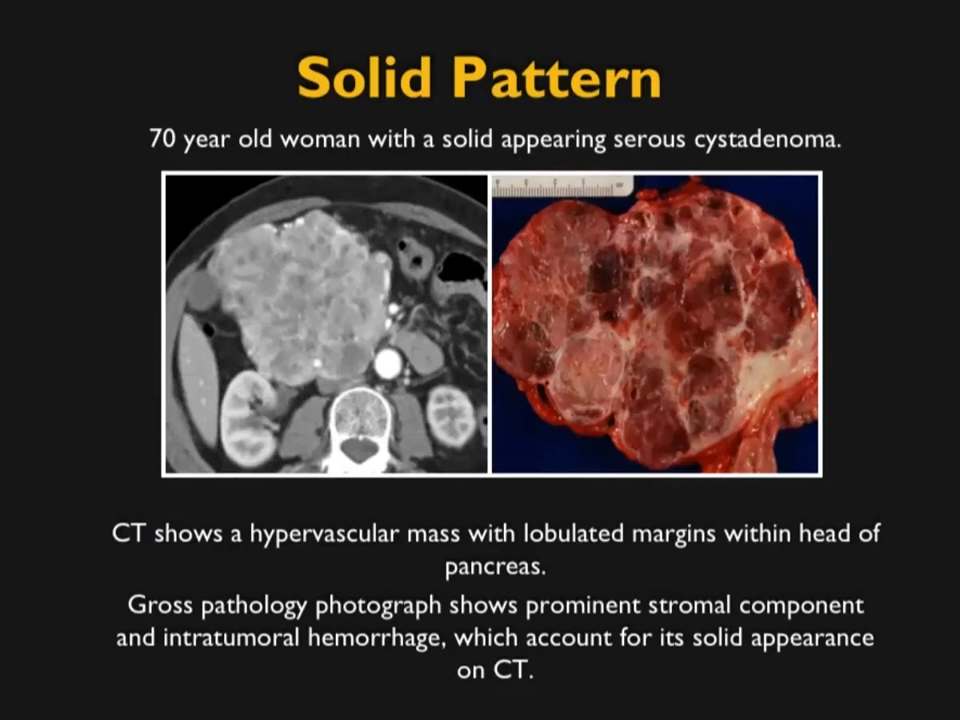 Solid Pattern
70 year old woman with a solid appearing serous cystadenoma.
CT shows a hypervascular mass with lobulated margins within head of
pancreas.
Gross pathology photograph shows prominent stromal component
and intratumoral hemorrhage, which account for its solid appearance
on CT.